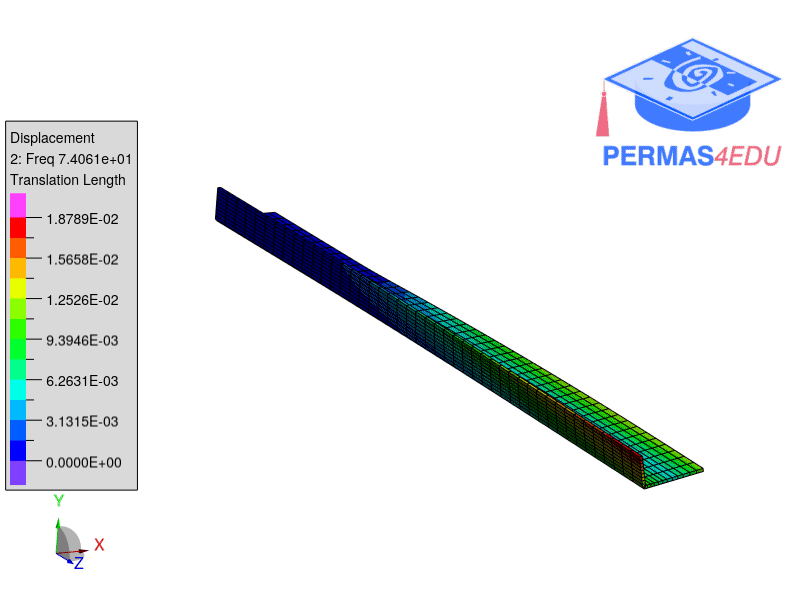 PERMAS4EDU
Displacement
2: Freq 7.4061e+01
Translation Length
1.8789E-02
1.5658E-02
1.2526E-02
9.3946E-03
6.2631E-03
3.1315E-03
0.0000E+00
Y
X
Z